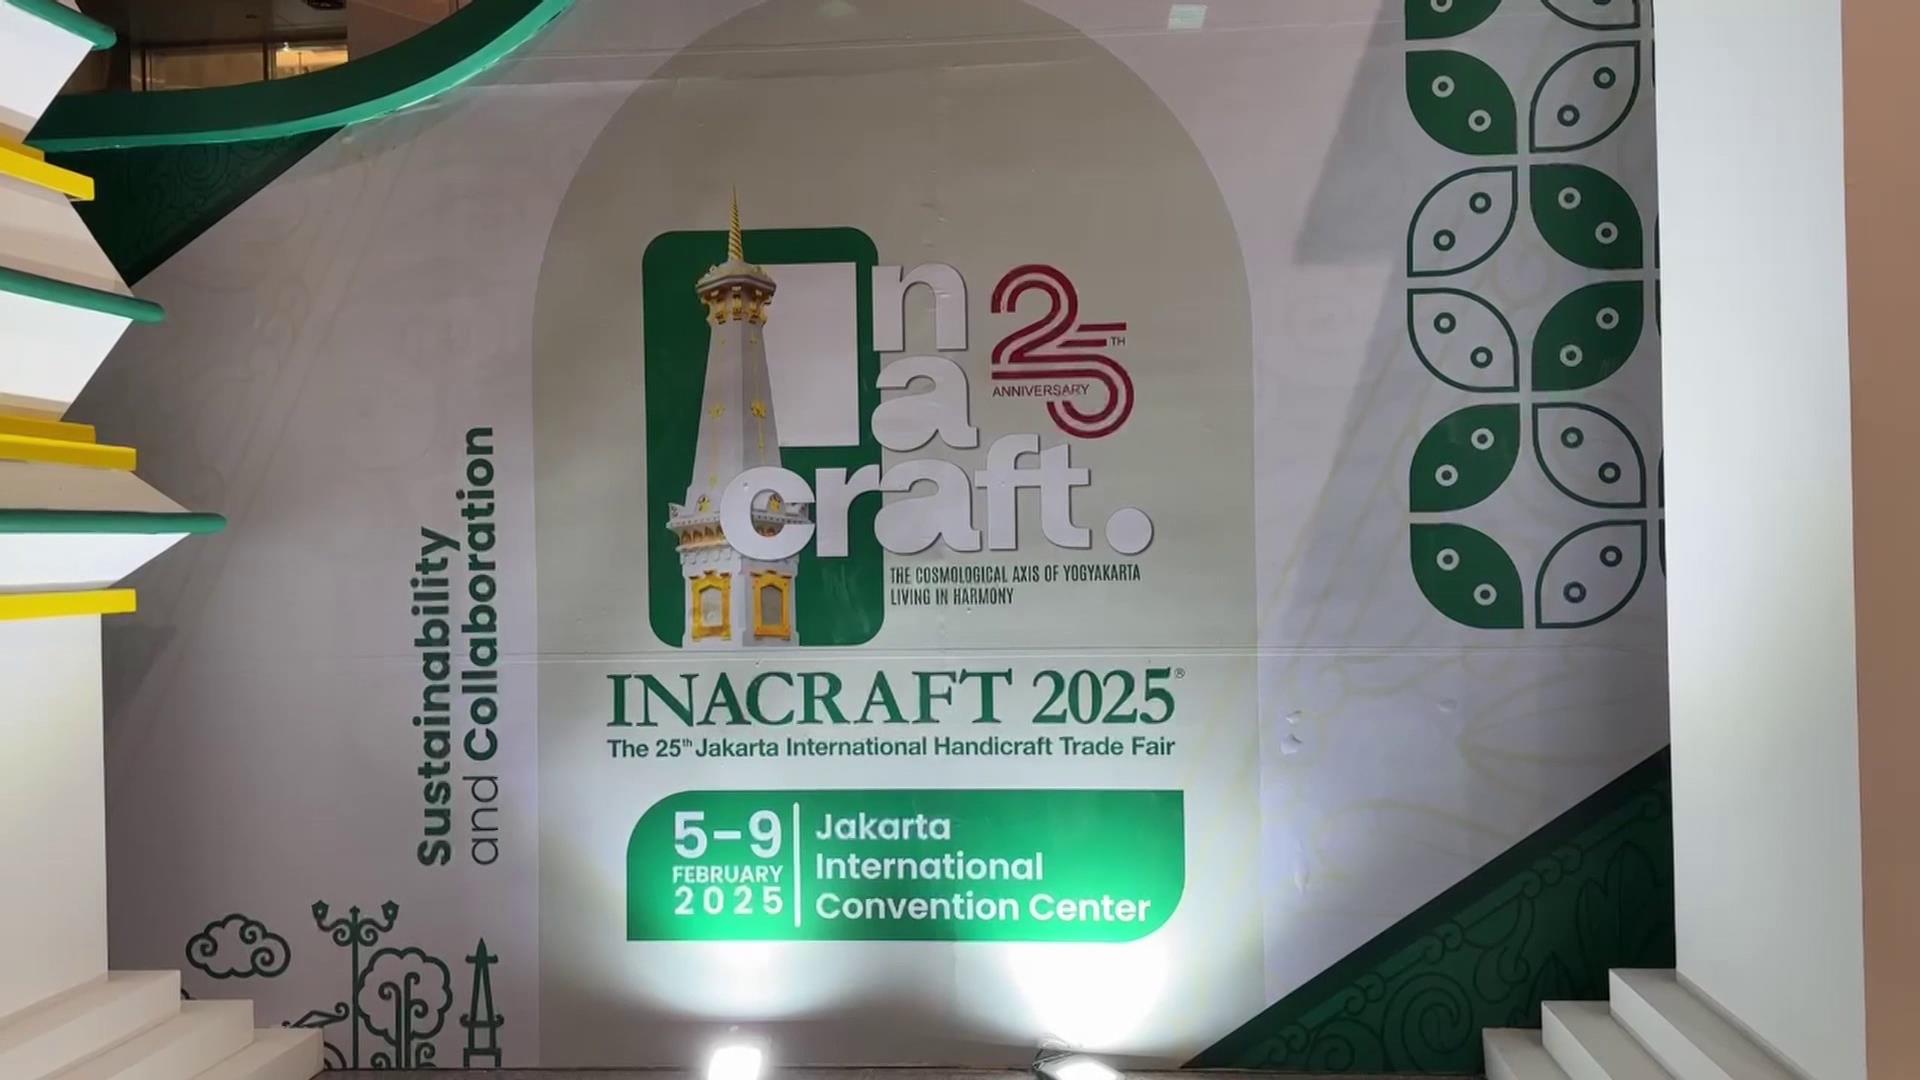 Sustainability
and Collaboration
na
craft.
25TH
ANNIVERSARY
THE COSMOLOGICAL AXIS OF YOGYAKARTA
LIVING IN HARMONY
INACRAFT 2025®
The 25th Jakarta International Handicraft Trade Fair
5-9
FEBRUARY
2025
Jakarta
International
Convention Center